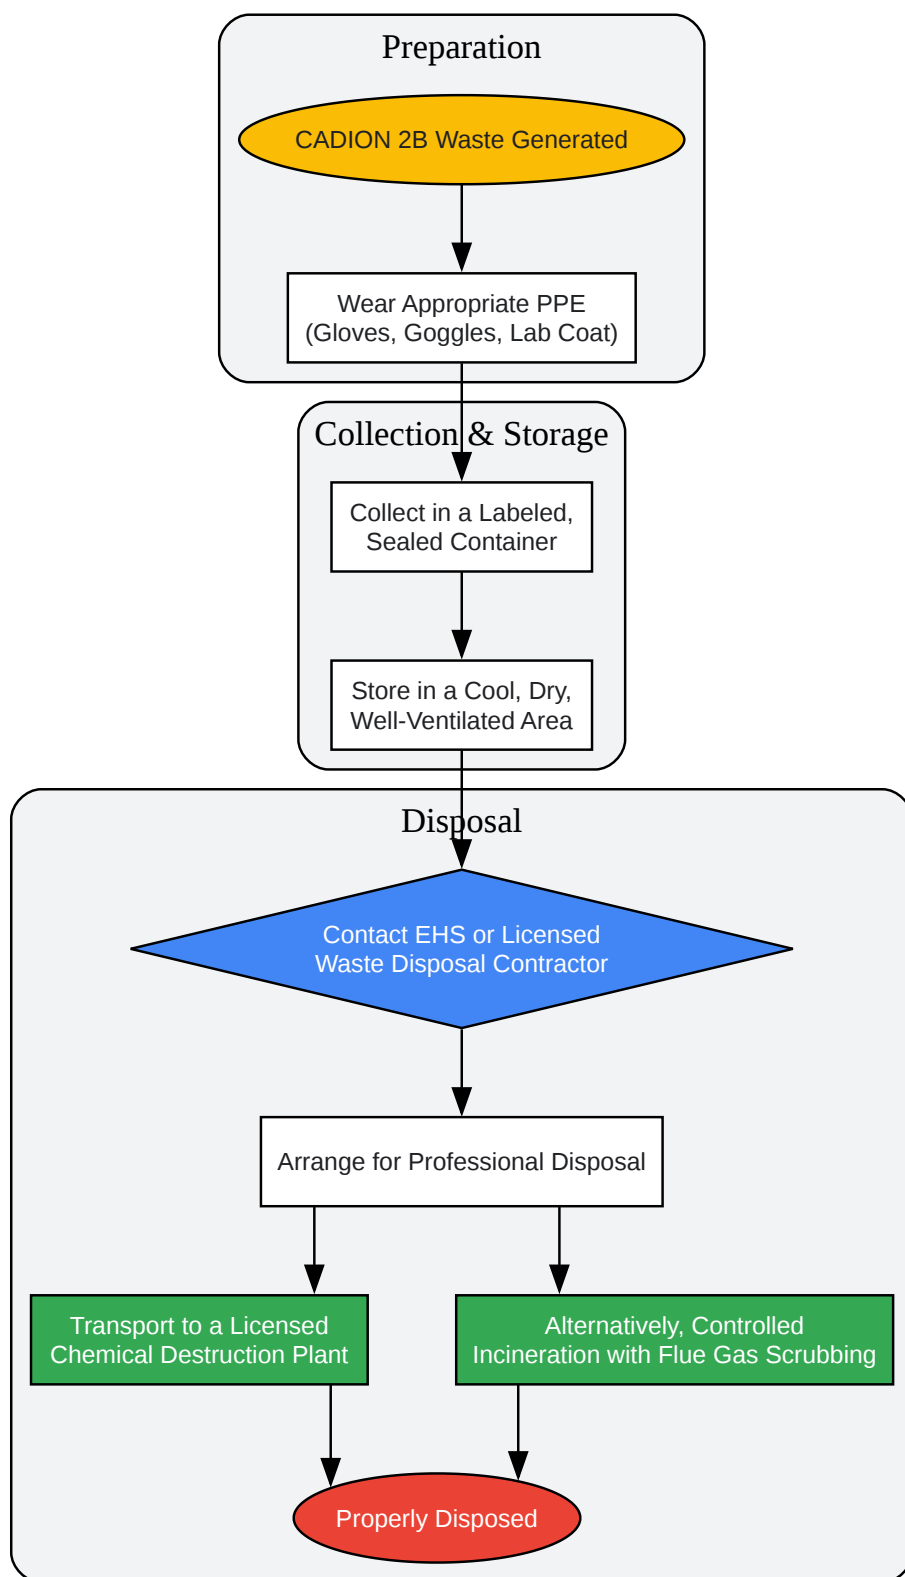 Preparation
CADION 2B Waste Generated
Wear Appropriate PPE
(Gloves, Goggles, Lab Coat)
Collection & Storage
Collect in a Labeled,
Sealed Container
Store in a Cool, Dry,
Well-Ventilated Area
Disposal
Contact EHS or Licensed
Waste Disposal Contractor
Arrange for Professional Disposal
Transport to a Licensed
Chemical Destruction Plant
Alternatively, Controlled
Incineration with Flue Gas Scrubbing
Properly Disposed